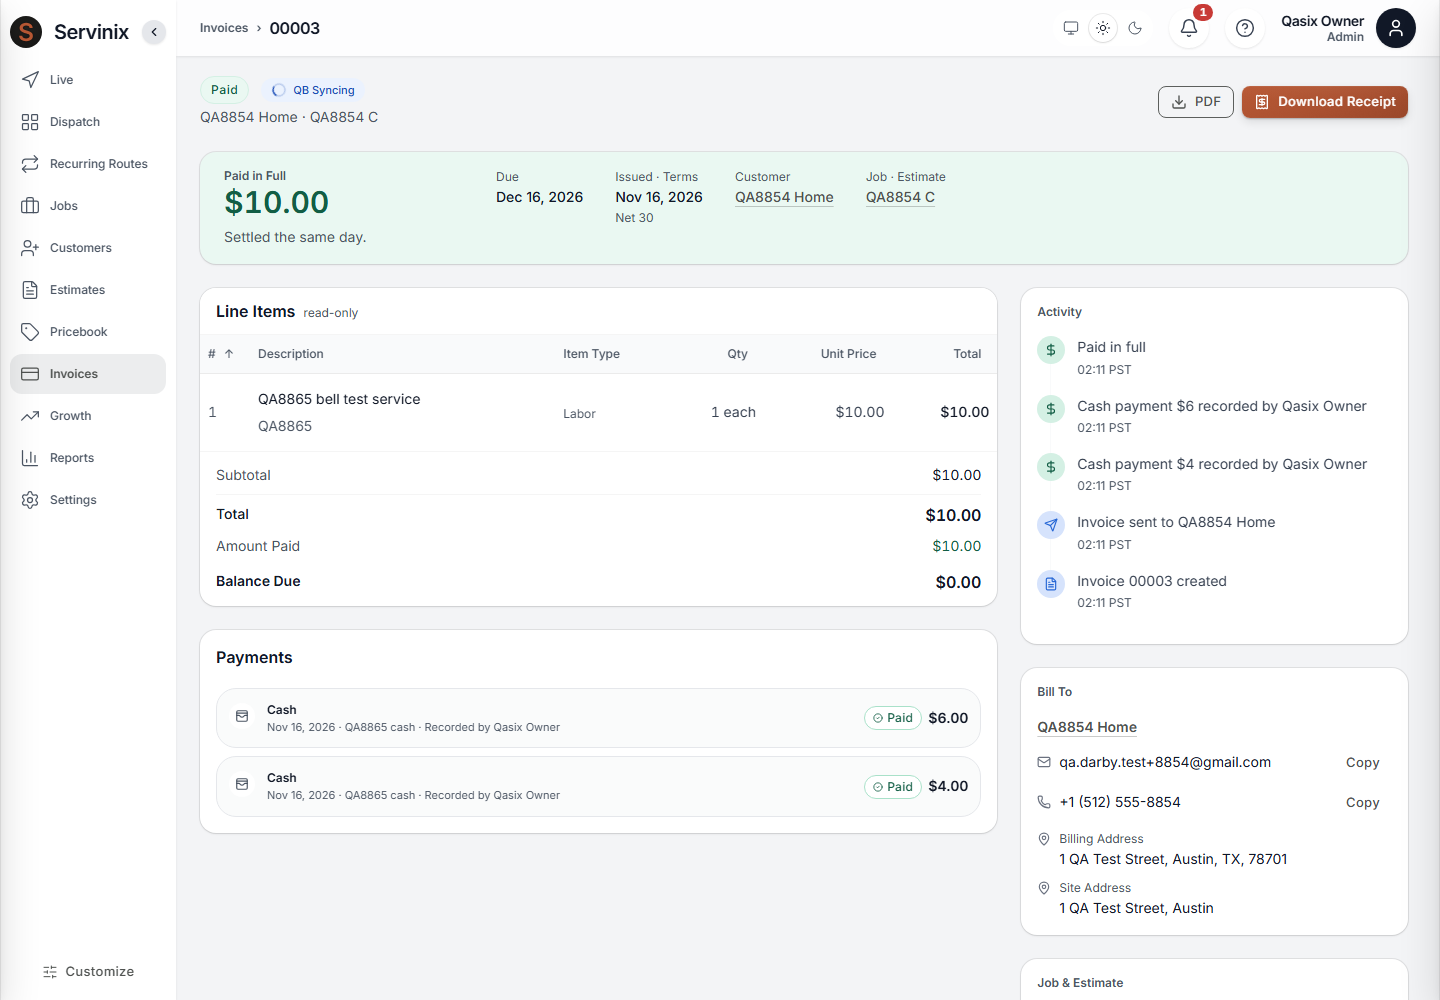 S Servinix
Live
Dispatch
Recurring Routes
Jobs
Customers
Estimates
Pricebook
Invoices
Growth
Reports
Settings
Customize
Invoices › 00003
1
Qasix Owner
Admin
Paid
QB Syncing
QA8854 Home · QA8854 C
PDF
Download Receipt
Paid in Full
$10.00
Settled the same day.
Due
Dec 16, 2026
Issued · Terms
Nov 16, 2026
Net 30
Customer
QA8854 Home
Job · Estimate
QA8854 C
Line Items read-only
# ↑ Description Item Type Qty Unit Price Total
1 QA8865 bell test service Labor 1 each $10.00 $10.00
QA8865
Subtotal $10.00
Total $10.00
Amount Paid $10.00
Balance Due $0.00
Payments
Cash
Nov 16, 2026 · QA8865 cash · Recorded by Qasix Owner
Paid $6.00
Cash
Nov 16, 2026 · QA8865 cash · Recorded by Qasix Owner
Paid $4.00
Activity
Paid in full
02:11 PST
Cash payment $6 recorded by Qasix Owner
02:11 PST
Cash payment $4 recorded by Qasix Owner
02:11 PST
Invoice sent to QA8854 Home
02:11 PST
Invoice 00003 created
02:11 PST
Bill To
QA8854 Home
qa.darby.test+8854@gmail.com Copy
+1 (512) 555-8854 Copy
Billing Address
1 QA Test Street, Austin, TX, 78701
Site Address
1 QA Test Street, Austin
Job & Estimate